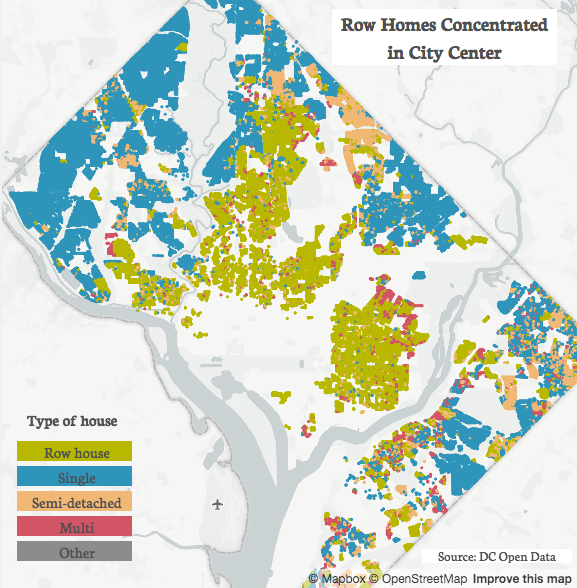 Row Homes Concentrated
in City Center
Type of house
Row house
Single
Semi-detached
Multi
Other
Source: DC Open Data
© Mapbox © OpenStreetMap Improve this map